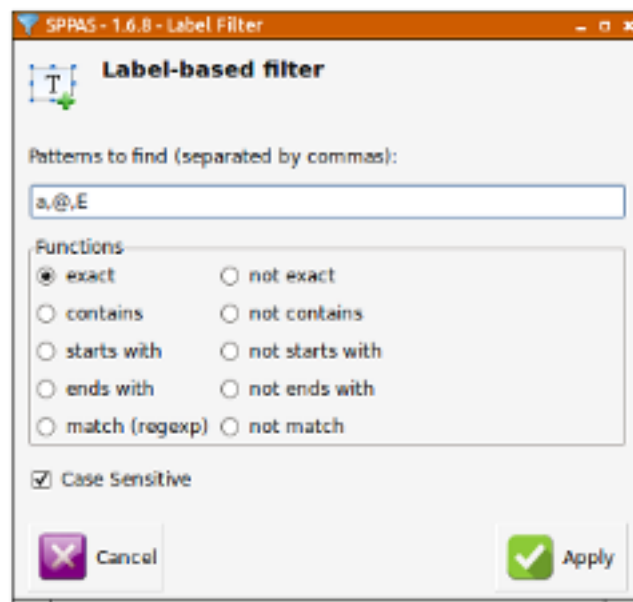 SPPAS - 1.6.8 - Label Filter
T
Label-based filter
Patterns to find (separated by commas):
a,@,E
Functions
exact
not exact
contains
not contains
starts with
not starts with
ends with
not ends with
match (regexp)
not match
Case Sensitive
Cancel
Apply